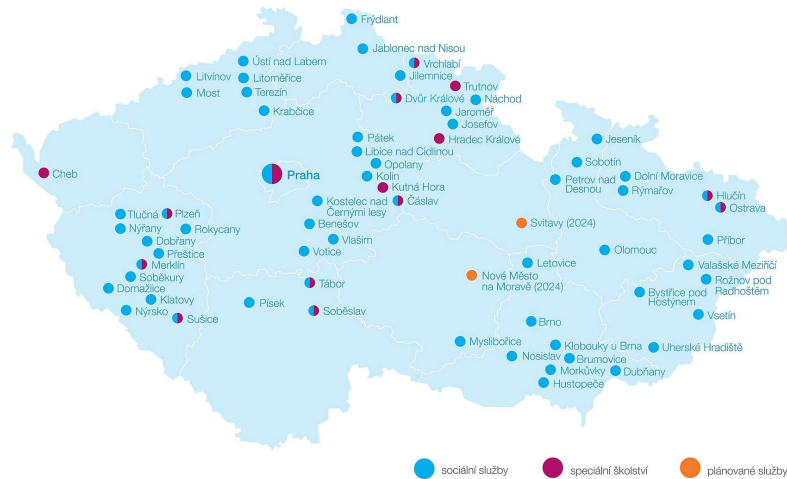 Frýdlant
Jablonec nad Nisou
Vrchlabí
Jilemnice
Ústí nad Labem
Litvínov
Litoměřice
Most
Terezín
Krabčice
Trutnov
Dvůr Králové
Náchod
Jaroměř
Josefov
Hradec Králové
Pátek
Libice nad Cidlinou
Opolany
Kolín
Kutná Hora
Čáslav
Kostelec nad
Černými lesy
Benešov
Vlašim
Votice
Praha
Cheb
Tlučná
Plzeň
Nýřany
Rokycany
Dobřany
Přeštice
Merklín
Soběkury
Domažlice
Klatovy
Nýrsko
Sušice
Písek
Tábor
Soběslav
Jeseník
Sobotín
Petrov nad
Desnou
Dolní Moravice
Rýmařov
Hlučín
Ostrava
Svitavy (2024)
Příbor
Olomouc
Letovice
Nové Město
na Moravě (2024)
Valašské Meziříčí
Rožnov pod
Radhoštěm
Bystřice pod
Hostýnem
Vsetín
Brno
Myslibořice
Klobouky u Brna
Nosislav
Brumovice
Morkůvky
Dubňany
Hustopeče
Uherské Hradiště
sociální služby
speciální školství
plánované služby